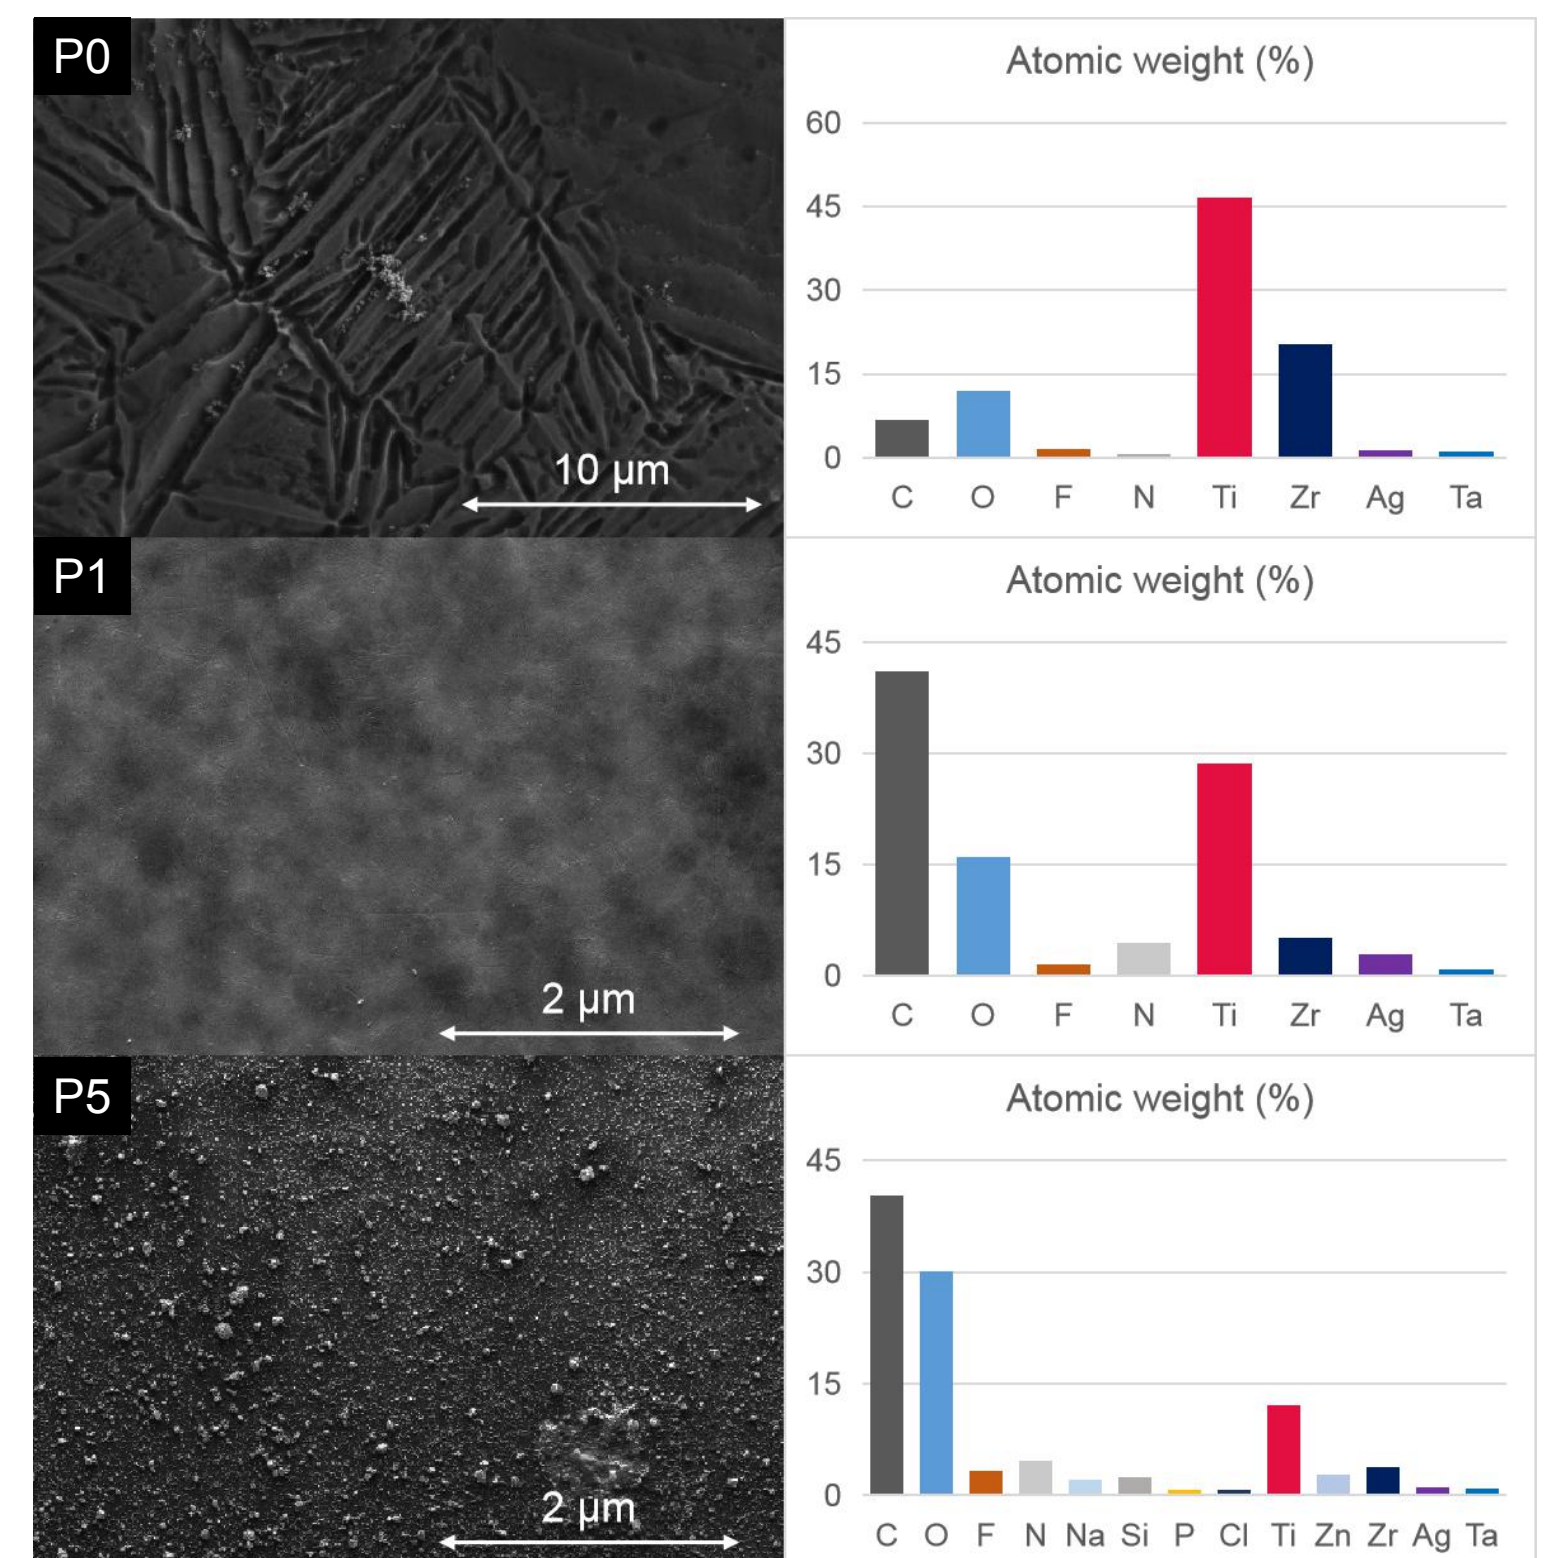 P0
10 µm
Atomic weight (%)
60
45
30
15
0
C O F N Ti Zr Ag Ta
P1
2 µm
Atomic weight (%)
45
30
15
0
C O F N Ti Zr Ag Ta
P5
2 µm
Atomic weight (%)
45
30
15
0
C O F N Na Si P Cl Ti Zn Zr Ag Ta